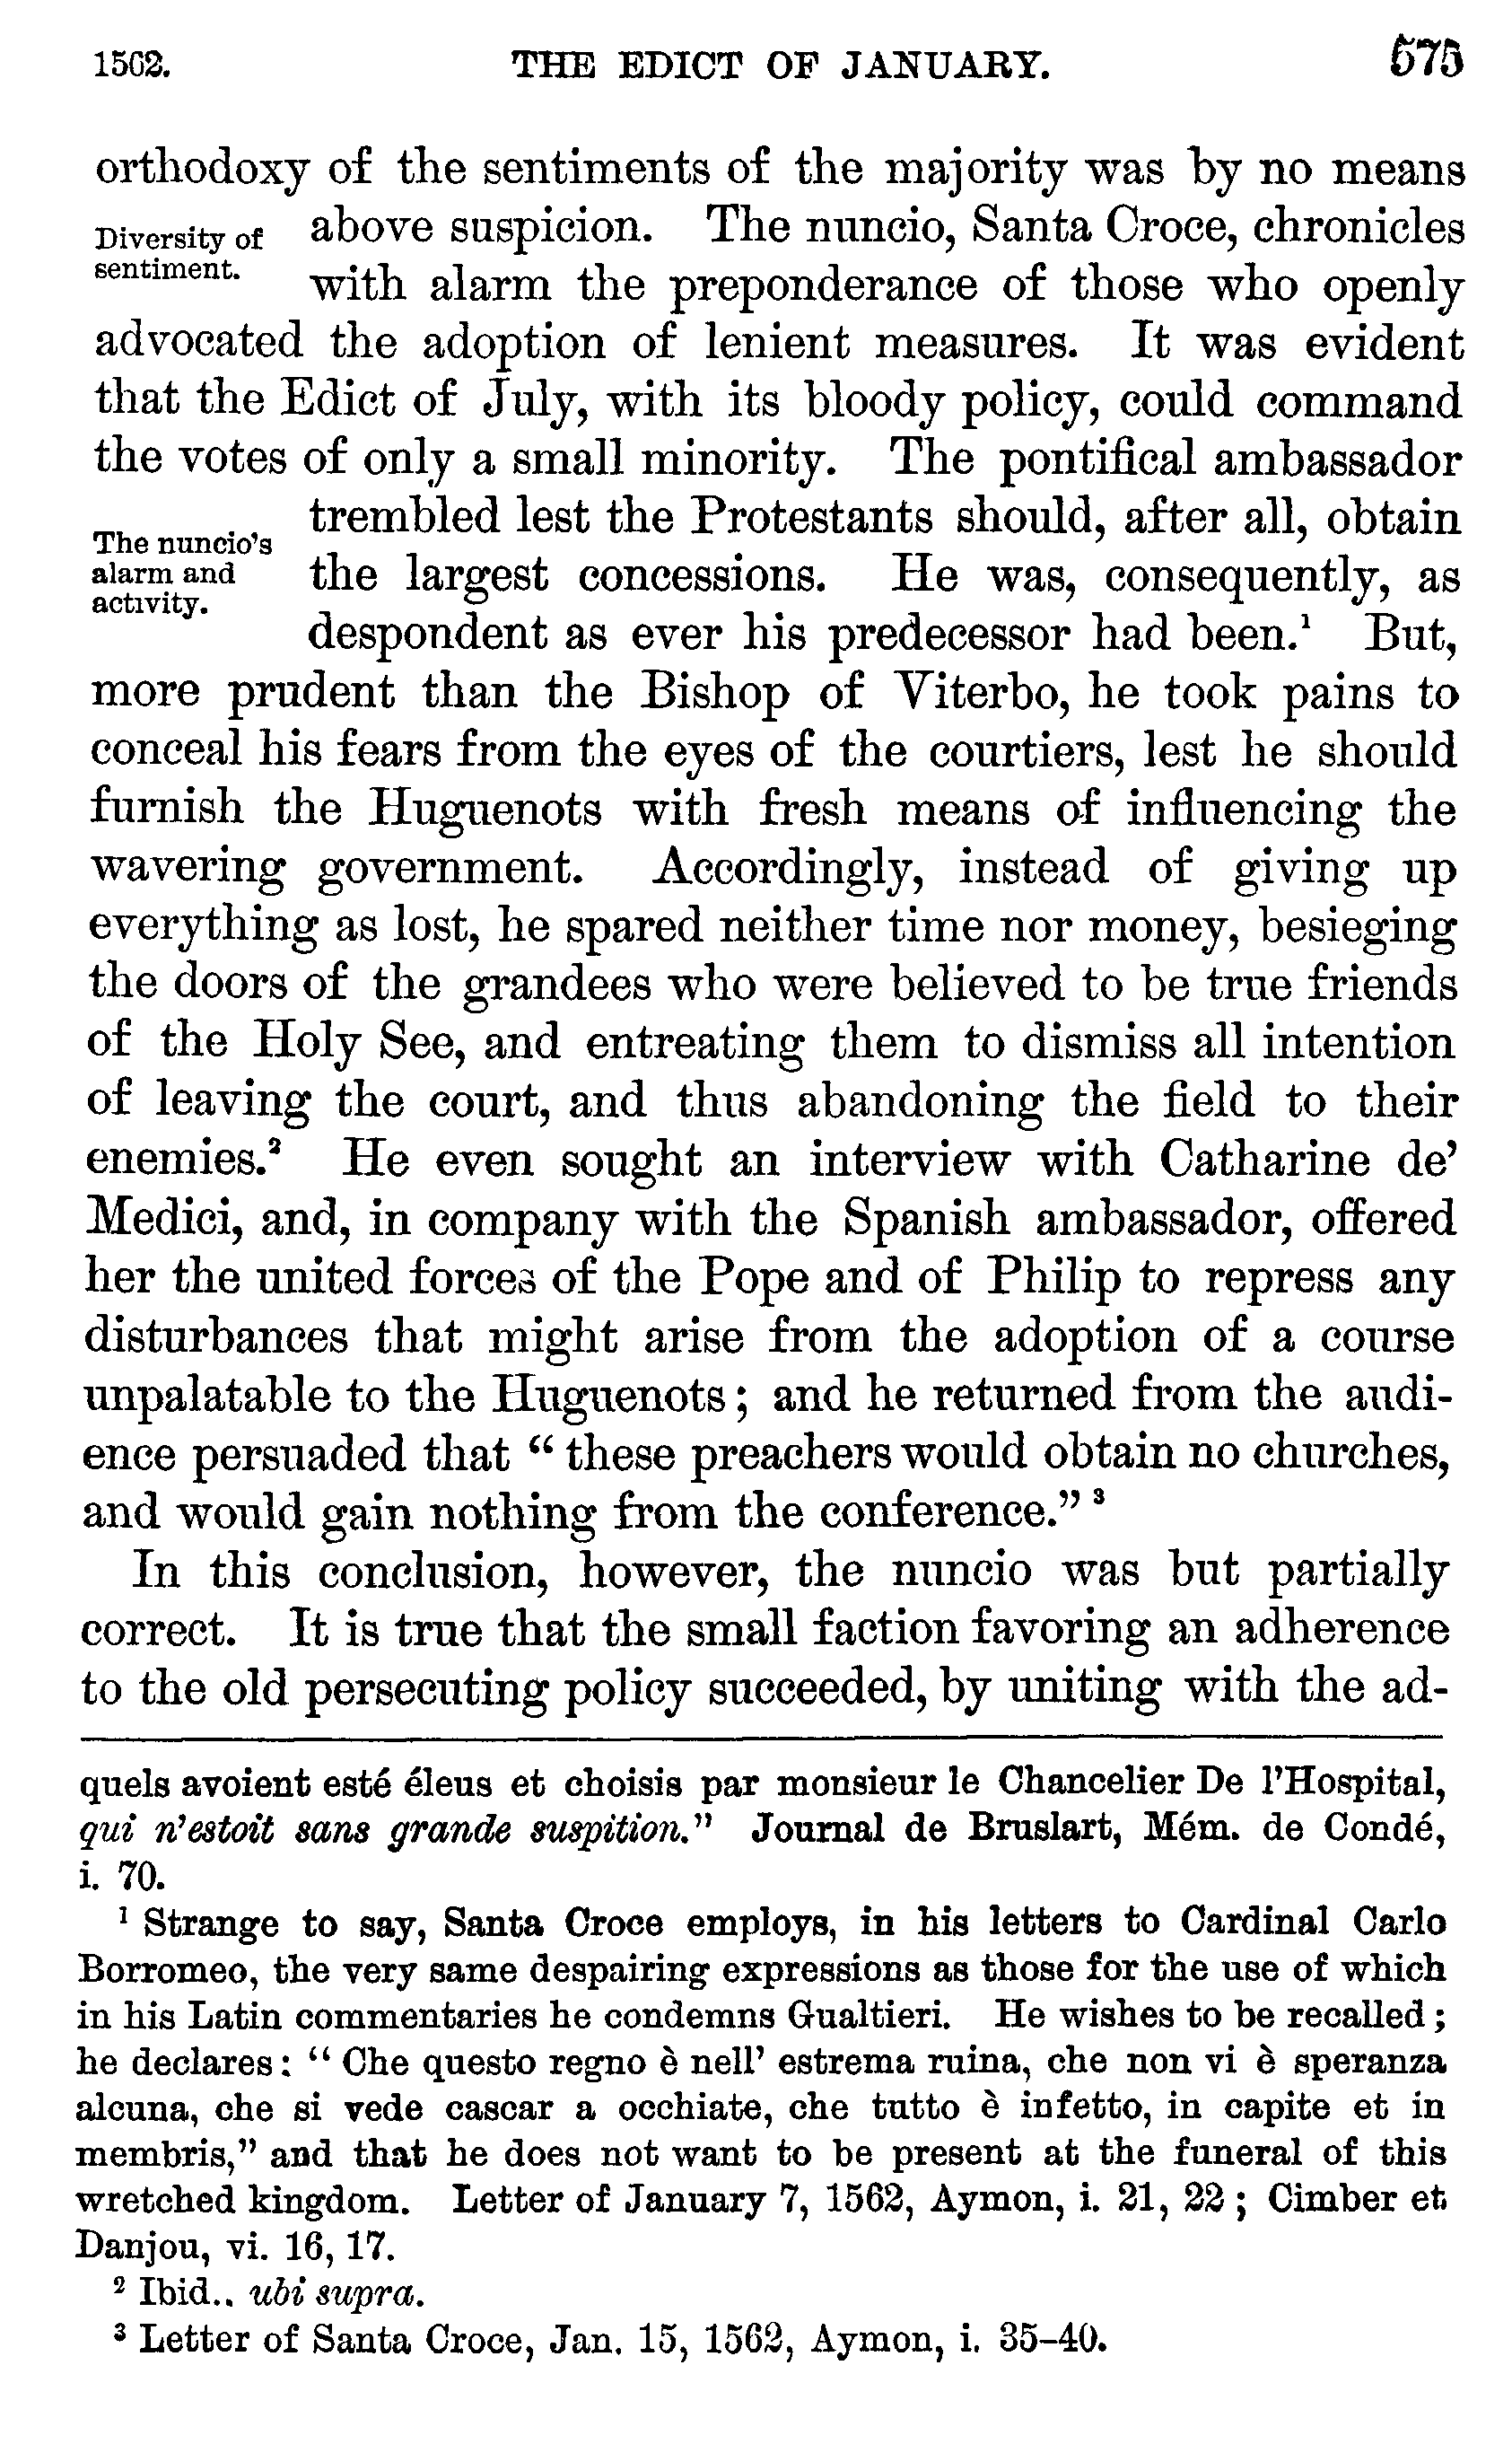 1562. THE EDICT OF JANUARY. 575
orthodoxy of the sentiments of the majority was by no means
Diversity of
sentiment.
above suspicion. The nuncio, Santa Croce, chronicles
with alarm the preponderance of those who openly
advocated the adoption of lenient measures. It was evident
that the Edict of July, with its bloody policy, could command
the votes of only a small minority. The pontifical ambassador
The nuncio's
alarm and
activity.
trembled lest the Protestants should, after all, obtain
the largest concessions. He was, consequently, as
despondent as ever his predecessor had been.¹ But,
more prudent than the Bishop of Viterbo, he took pains to
conceal his fears from the eyes of the courtiers, lest he should
furnish the Huguenots with fresh means of influencing the
wavering government. Accordingly, instead of giving up
everything as lost, he spared neither time nor money, besieging
the doors of the grandees who were believed to be true friends
of the Holy See, and entreating them to dismiss all intention
of leaving the court, and thus abandoning the field to their
enemies.² He even sought an interview with Catharine de'
Medici, and, in company with the Spanish ambassador, offered
her the united forces of the Pope and of Philip to repress any
disturbances that might arise from the adoption of a course
unpalatable to the Huguenots; and he returned from the audi-
ence persuaded that "these preachers would obtain no churches,
and would gain nothing from the conference." ³
In this conclusion, however, the nuncio was but partially
correct. It is true that the small faction favoring an adherence
to the old persecuting policy succeeded, by uniting with the ad-
quels avoient esté éleus et choisis par monsieur le Chancelier De l'Hospital,
qui n'estoit sans grande suspition." Journal de Bruslart, Mém. de Condé,
i. 70.
¹ Strange to say, Santa Croce employs, in his letters to Cardinal Carlo
Borromeo, the very same despairing expressions as those for the use of which
in his Latin commentaries he condemns Gualtieri. He wishes to be recalled;
he declares: "Che questo regno è nell' estrema ruina, che non vi è speranza
alcuna, che si vede cascar a occhiate, che tutto è infetto, in capite et in
membris," and that he does not want to be present at the funeral of this
wretched kingdom. Letter of January 7, 1562, Aymon, i. 21, 22; Cimber et
Danjou, vi. 16, 17.
² Ibid., ubi supra.
³ Letter of Santa Croce, Jan. 15, 1562, Aymon, i. 35-40.